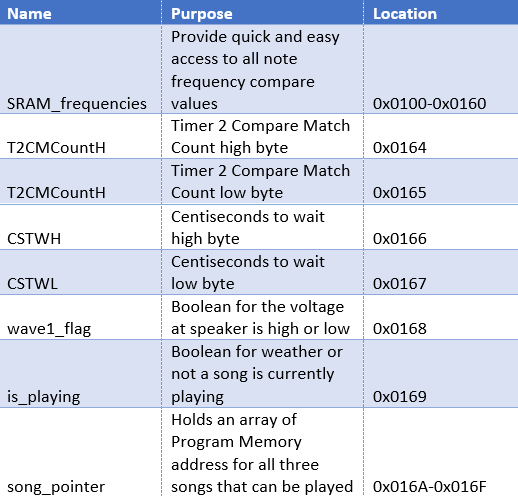 Name Purpose Location
Provide quick and easy
access to all note
frequency compare
SRAM_frequencies values 0x0100-0x0160
Timer 2 Compare Match
T2CMCountH Count high byte 0x0164
Timer 2 Compare Match
T2CMCountH Count low byte 0x0165
Centiseconds to wait
CSTWH high byte 0x0166
Centiseconds to wait
CSTWL low byte 0x0167
Boolean for the voltage
wave1_flag at speaker is high or low 0x0168
Boolean for weather or
not a song is currently
is_playing playing 0x0169
Holds an array of
Program Memory
address for all three
song_pointer songs that can be played 0x016A-0x016F